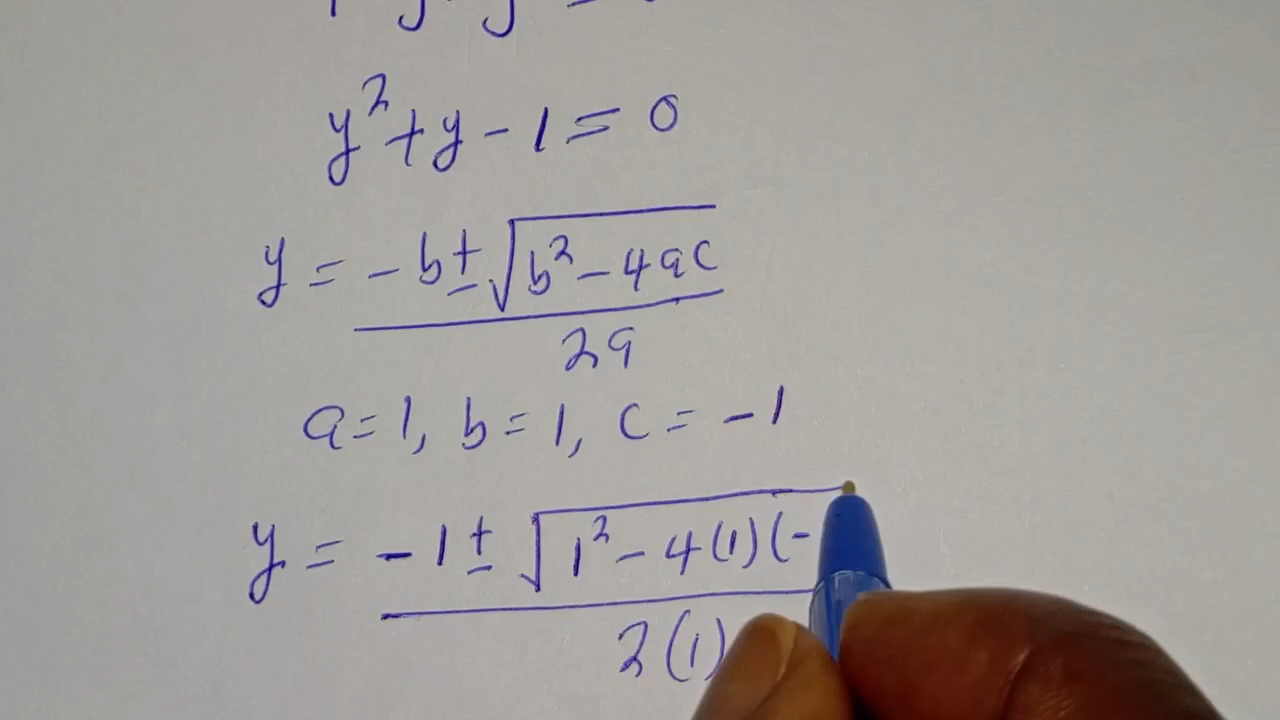 y² + y - 1 = 0
y = -b ± √(b² - 4ac)
2a
a = 1, b = 1, c = -1
y = -1 ± √(1² - 4(1)(-
2(1)